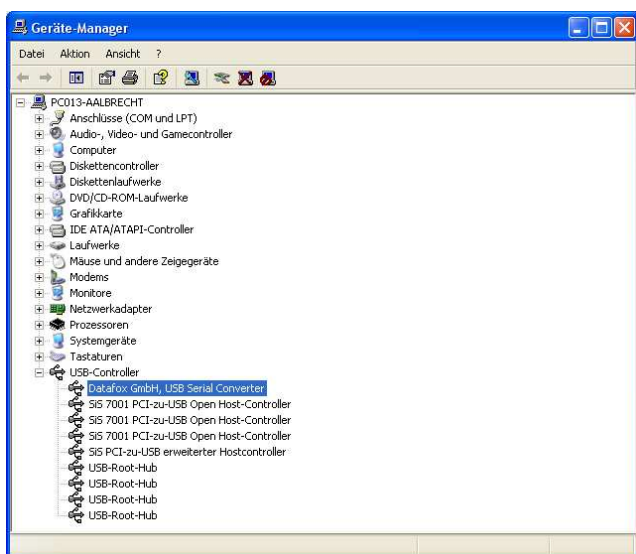 Geräte-Manager
Datei Aktion Ansicht ?
PC013-AALBRECHT
Anschlüsse (COM und LPT)
Audio-, Video- und Gamecontroller
Computer
Diskettencontroller
Diskettenlaufwerke
DVD/CD-ROM-Laufwerke
Grafikkarte
IDE ATA/ATAPI-Controller
Laufwerke
Mäuse und andere Zeigegeräte
Modems
Monitore
Netzwerkadapter
Prozessoren
Systemgeräte
Tastaturen
USB-Controller
Datafox GmbH, USB Serial Converter
SiS 7001 PCI-zu-USB Open Host-Controller
SiS 7001 PCI-zu-USB Open Host-Controller
SiS 7001 PCI-zu-USB Open Host-Controller
SiS PCI-zu-USB erweiterter Hostcontroller
USB-Root-Hub
USB-Root-Hub
USB-Root-Hub
USB-Root-Hub